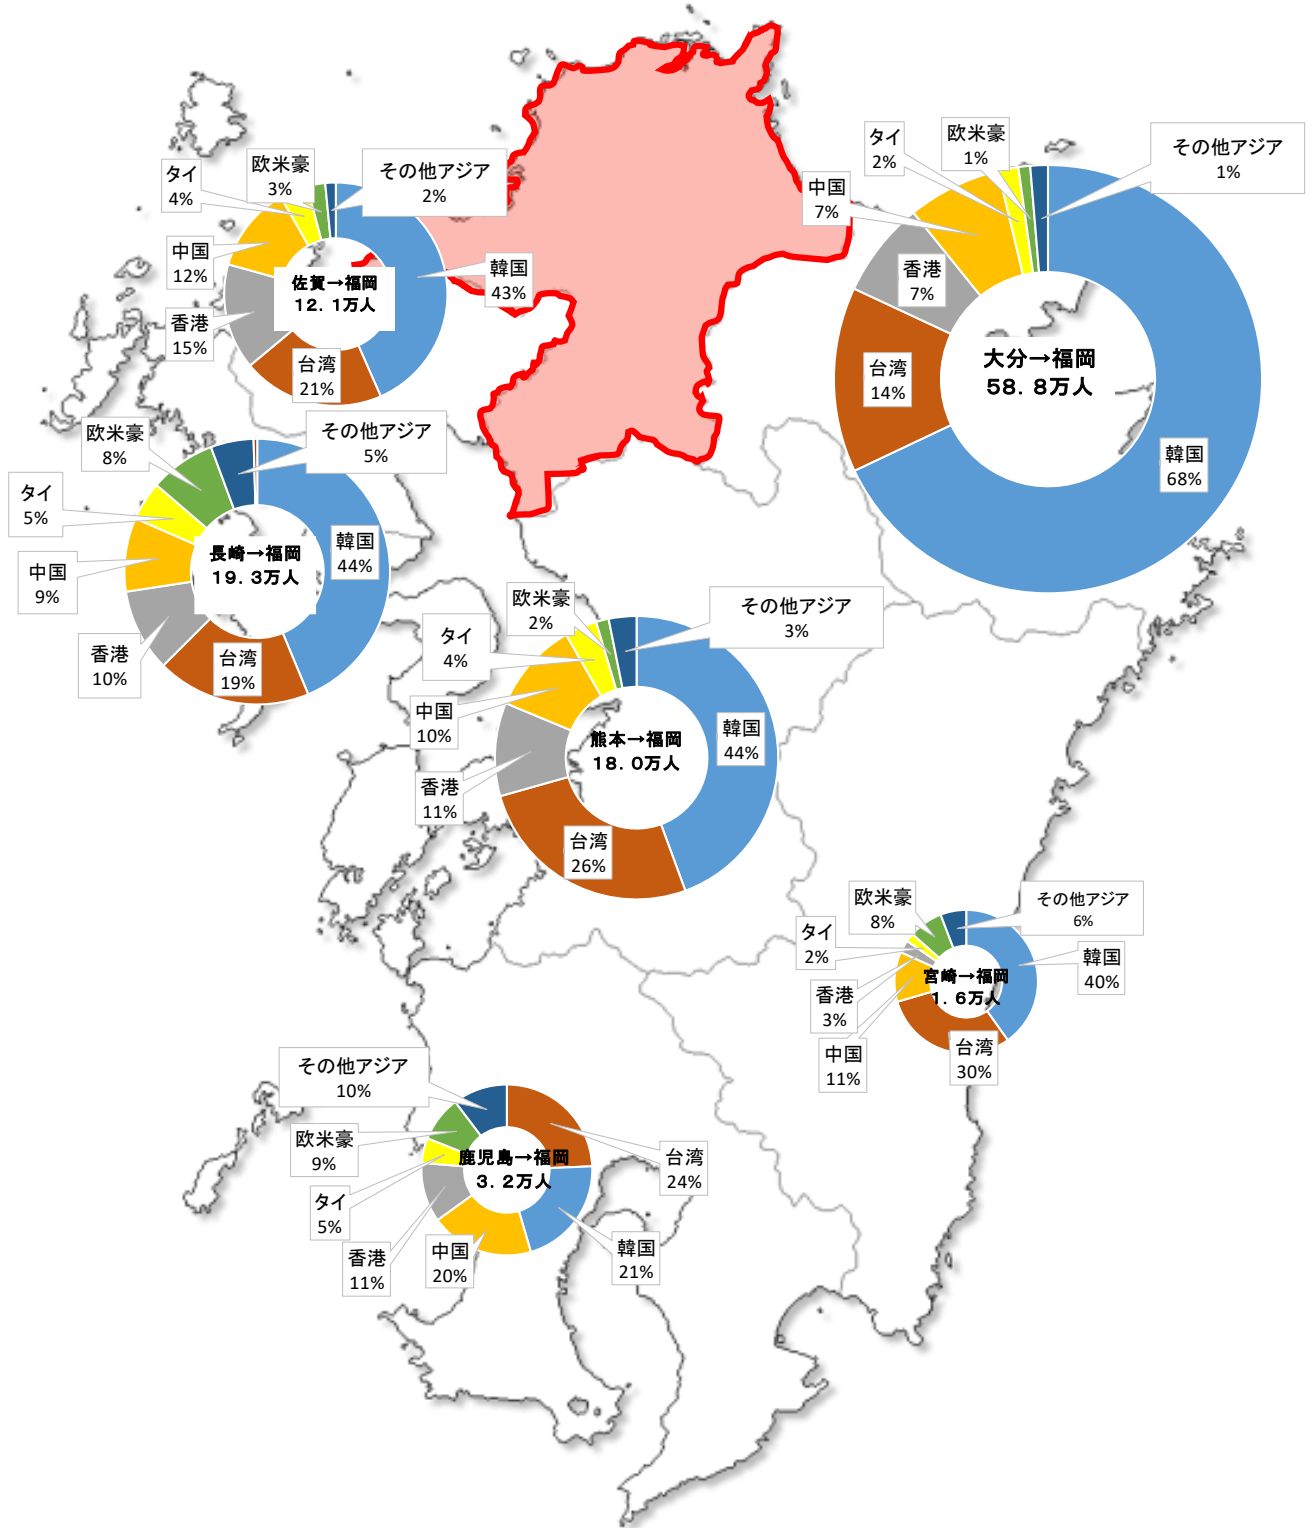 タイ
4%
欧米豪
3%
その他アジア
2%
中国
12%
香港
15%
台湾
21%
韓国
43%
佐賀→福岡
12.1万人
タイ
2%
欧米豪
1%
その他アジア
1%
中国
7%
香港
7%
台湾
14%
韓国
68%
大分→福岡
58.8万人
欧米豪
8%
その他アジア
5%
タイ
5%
中国
9%
香港
10%
台湾
19%
韓国
44%
長崎→福岡
19.3万人
欧米豪
2%
その他アジア
3%
タイ
4%
中国
10%
香港
11%
台湾
26%
韓国
44%
熊本→福岡
18.0万人
欧米豪
8%
その他アジア
6%
タイ
2%
香港
3%
中国
11%
台湾
30%
韓国
40%
宮崎→福岡
1.6万人
その他アジア
10%
欧米豪
9%
タイ
5%
香港
11%
中国
20%
韓国
21%
台湾
24%
鹿児島→福岡
3.2万人